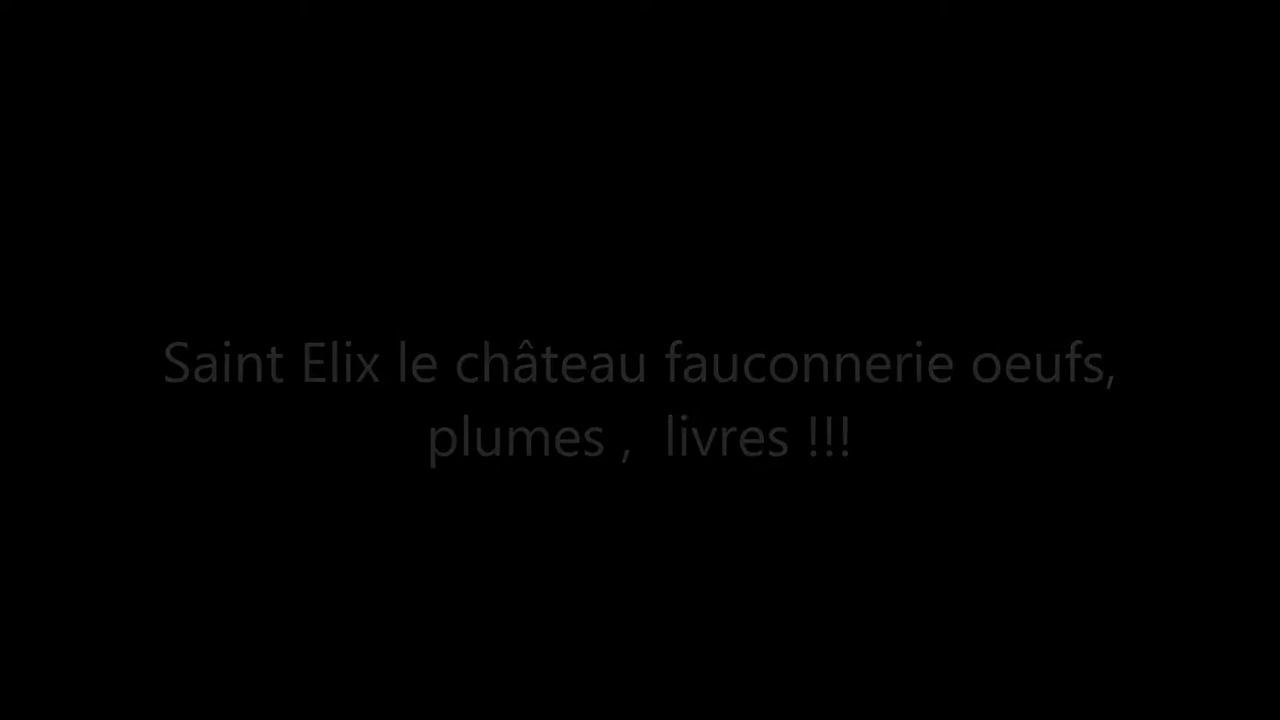 Saint Elix le château fauconnerie oeufs,
plumes ,  livres !!!